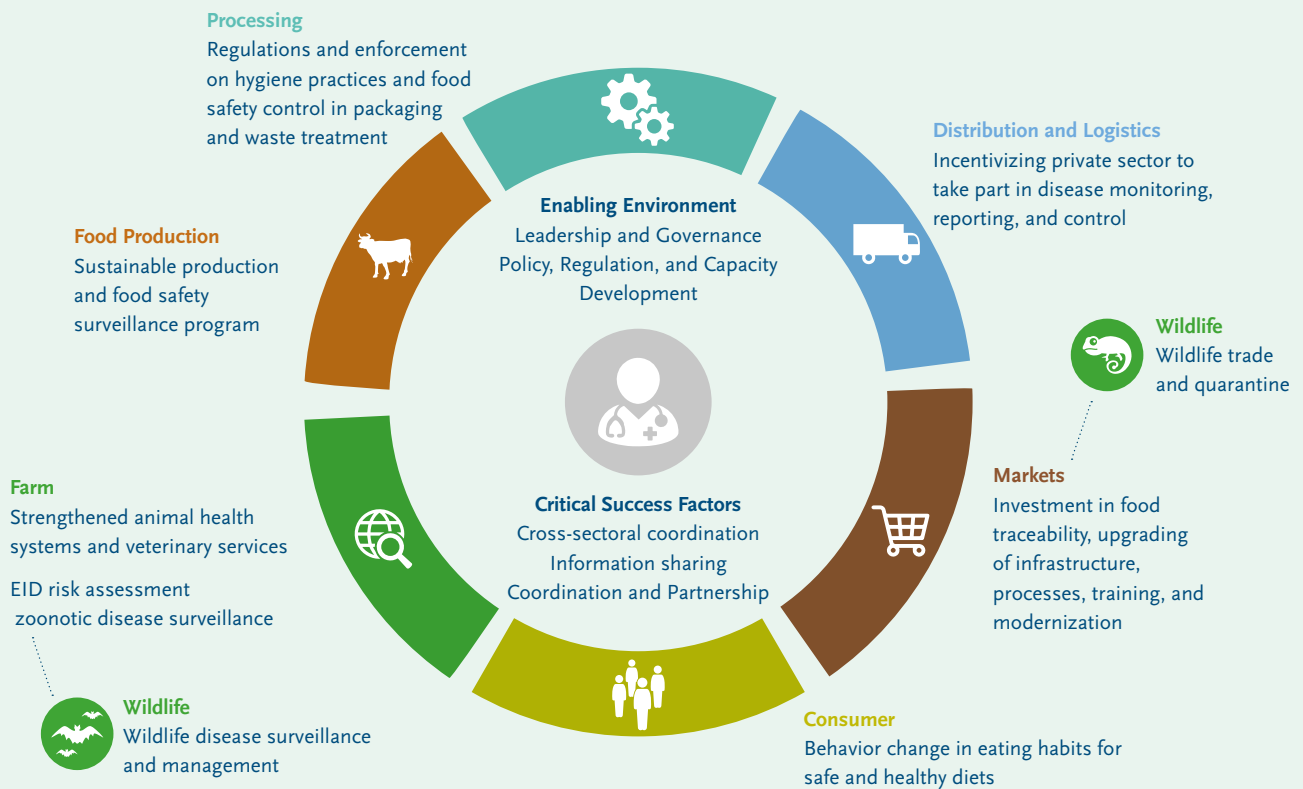 Processing
Regulations and enforcement
on hygiene practices and food
safety control in packaging
and waste treatment
Distribution and Logistics
Incentivizing private sector to
take part in disease monitoring,
reporting, and control
Food Production
Sustainable production
and food safety
surveillance program
Enabling Environment
Leadership and Governance
Policy, Regulation, and Capacity
Development
Wildlife
Wildlife trade
and quarantine
Markets
Investment in food
traceability, upgrading
of infrastructure,
processes, training, and
modernization
Farm
Strengthened animal health
systems and veterinary services
EID risk assessment
zoonotic disease surveillance
Critical Success Factors
Cross-sectoral coordination
Information sharing
Coordination and Partnership
Wildlife
Wildlife disease surveillance
and management
Consumer
Behavior change in eating habits for
safe and healthy diets